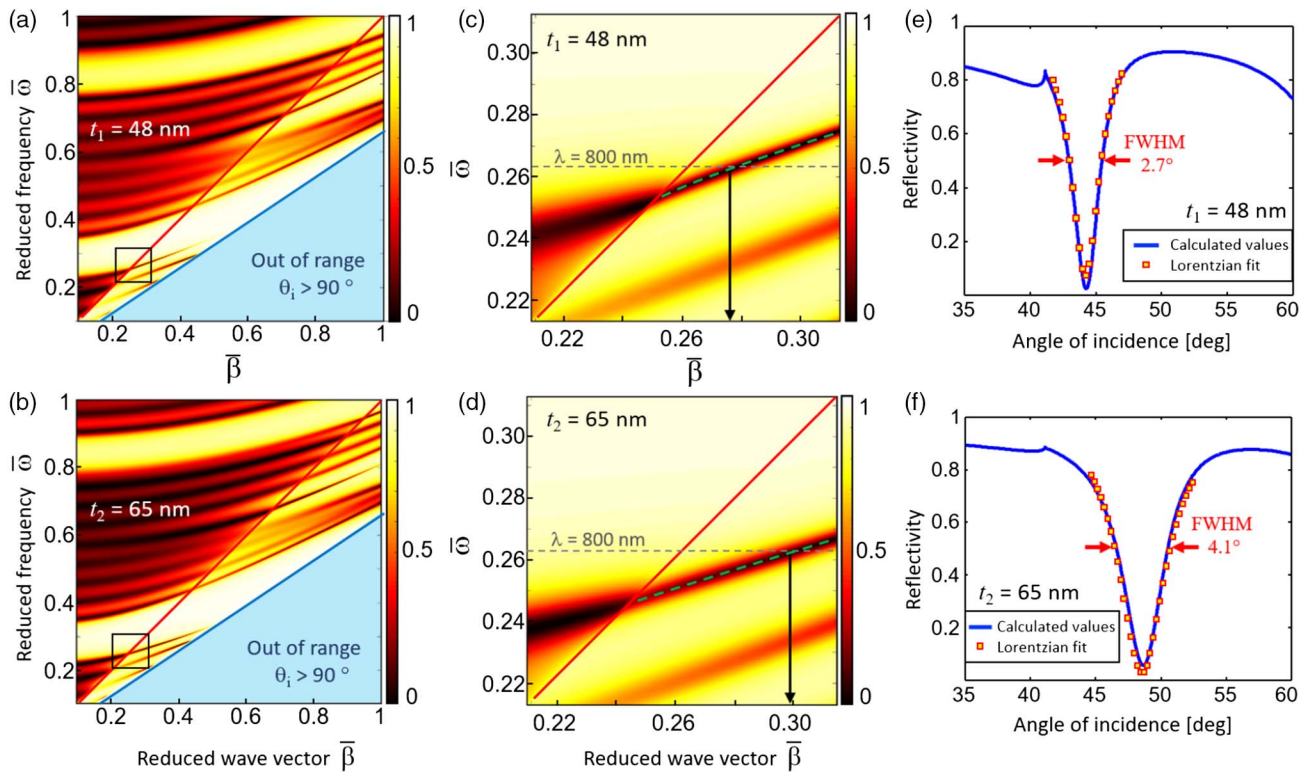 (a)
Reduced frequency ω̅
1
0.8
0.6
0.4
0.2
t1 = 48 nm
Out of range
θi > 90 °
0.2 0.4 0.6 0.8 1
β̅
1
0.5
0
(c)
ω̅
0.30
0.28
0.26
0.24
0.22
t1 = 48 nm
λ = 800 nm
0.22 0.26 0.30
β̅
1
0.5
0
(e)
Reflectivity
1
0.8
0.6
0.4
0.2
FWHM
2.7°
t1 = 48 nm
Calculated values
Lorentzian fit
35 40 45 50 55 60
Angle of incidence [deg]
(b)
Reduced frequency ω̅
1
0.8
0.6
0.4
0.2
t2 = 65 nm
Out of range
θi > 90 °
0.2 0.4 0.6 0.8 1
Reduced wave vector β̅
1
0.5
0
(d)
ω̅
0.30
0.28
0.26
0.24
0.22
t2 = 65 nm
λ = 800 nm
0.22 0.26 0.30
Reduced wave vector β̅
1
0.5
0
(f)
Reflectivity
1
0.8
0.6
0.4
0.2
FWHM
4.1°
t2 = 65 nm
Calculated values
Lorentzian fit
35 40 45 50 55 60
Angle of incidence [deg]